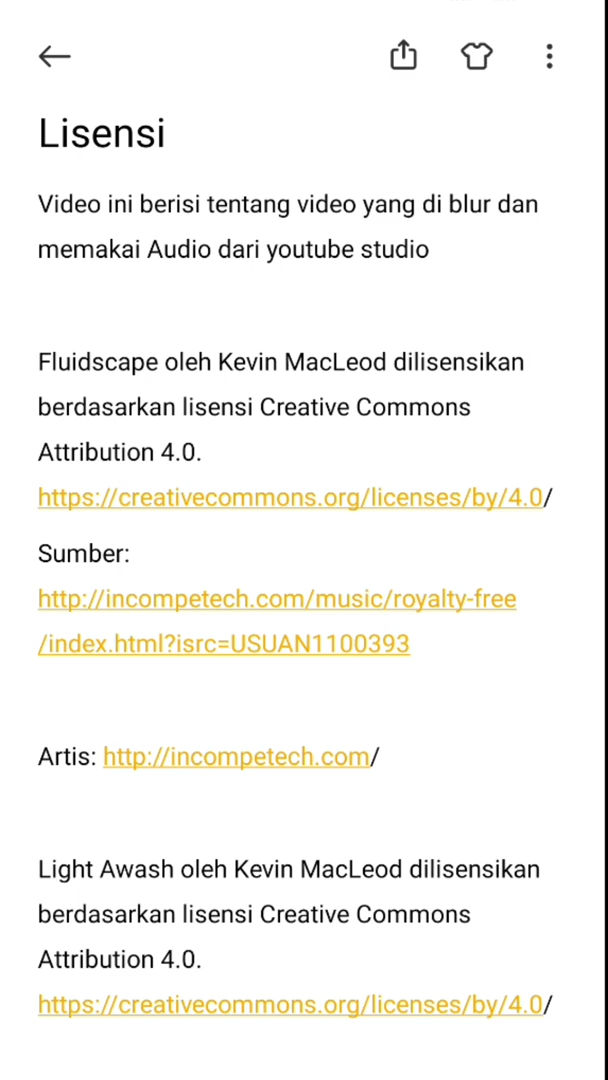 Lisensi
Video ini berisi tentang video yang di blur dan
memakai Audio dari youtube studio
Fluidscape oleh Kevin MacLeod dilisensikan
berdasarkan lisensi Creative Commons
Attribution 4.0.
https://creativecommons.org/licenses/by/4.0/
Sumber:
http://incompetech.com/music/royalty-free
/index.html?isrc=USUAN1100393
Artis: http://incompetech.com/
Light Awash oleh Kevin MacLeod dilisensikan
berdasarkan lisensi Creative Commons
Attribution 4.0.
https://creativecommons.org/licenses/by/4.0/